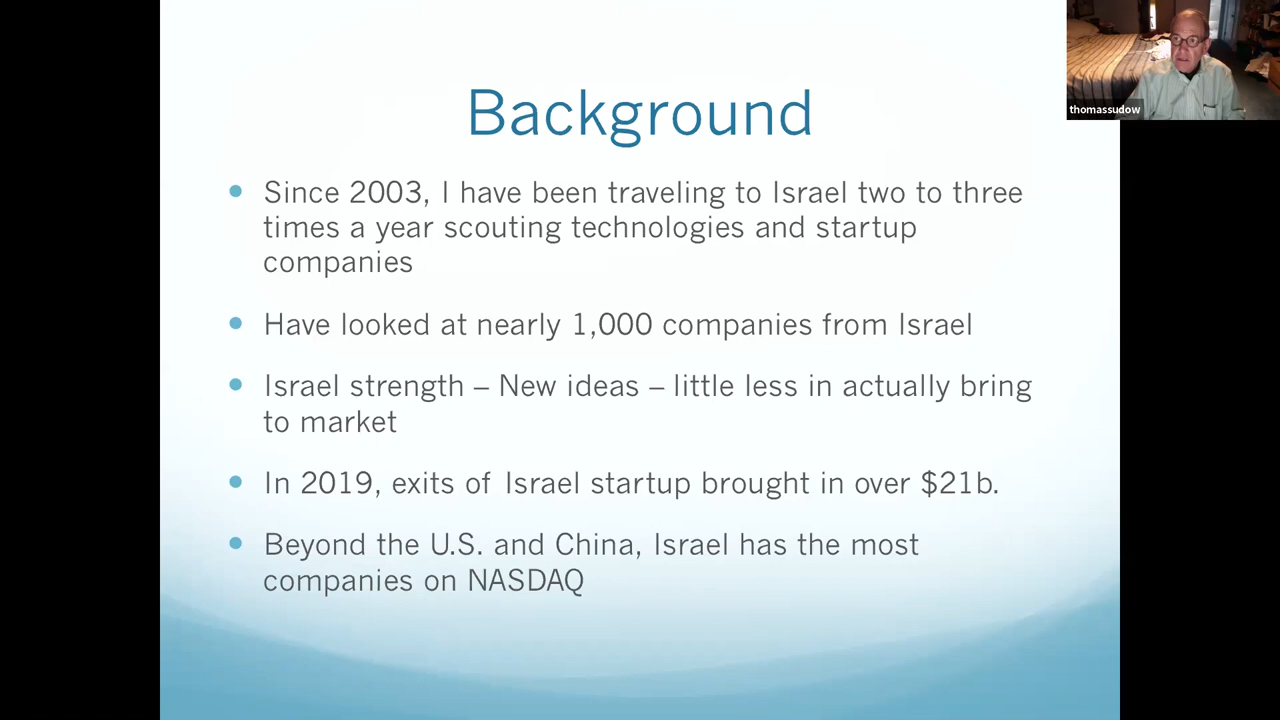 Background
thomassudow
• Since 2003, I have been traveling to Israel two to three
times a year scouting technologies and startup
companies
• Have looked at nearly 1,000 companies from Israel
• Israel strength – New ideas – little less in actually bring
to market
• In 2019, exits of Israel startup brought in over $21b.
• Beyond the U.S. and China, Israel has the most
companies on NASDAQ